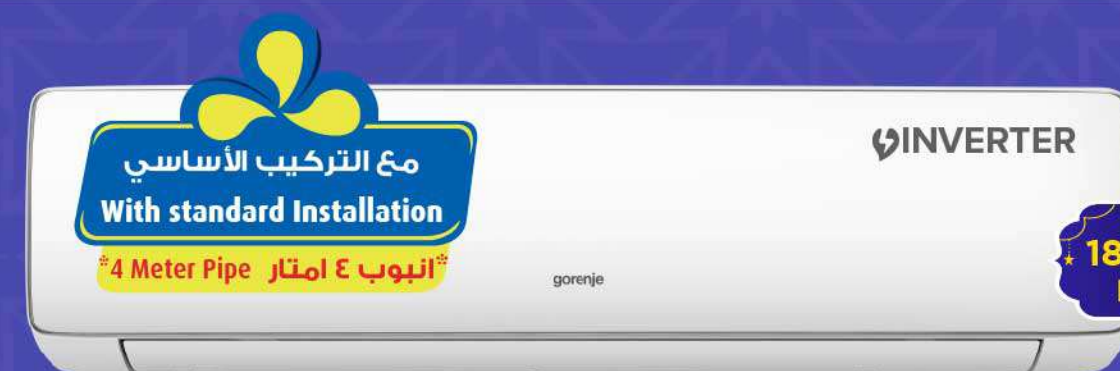 مع التركيب الأساسي
With standard Installation
*4 Meter Pipe انبوب ٤ امتار*
INVERTER
gorenje
18